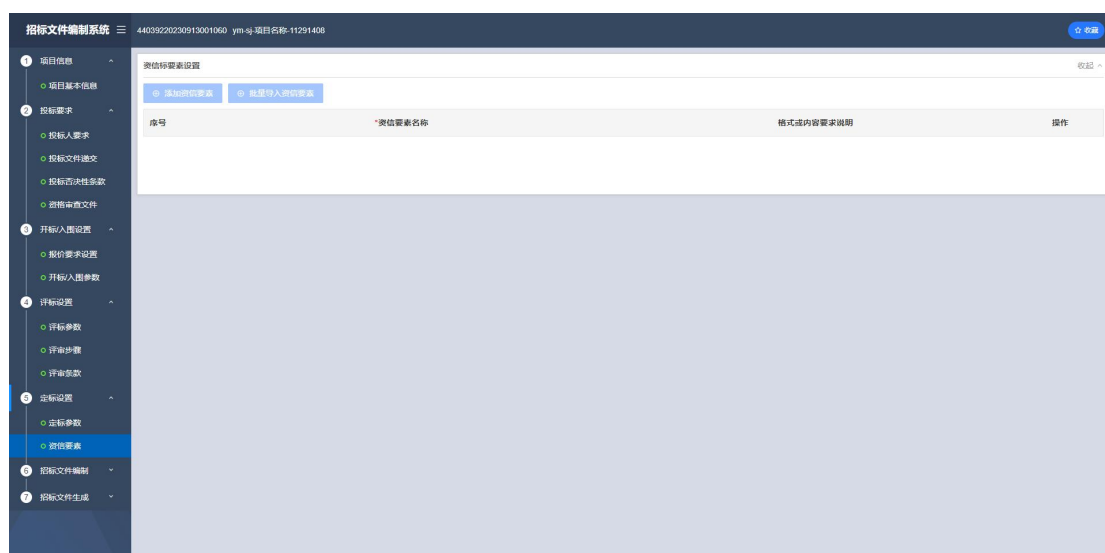 招标文件编制系统 44039220230913001060 ym-sj-项目名称-11291408 收藏
1 项目信息
项目基本信息
2 投标要求
投标人要求
投标文件递交
投标否决性条款
资格审查文件
3 开标/入围设置
报价要求设置
开标/入围参数
4 评标设置
评标参数
评审步骤
评审条款
5 定标设置
定标参数
资信要素
6 招标文件编制
7 招标文件生成
资信标要素设置 收起
添加资信要素 批量导入资信要素
序号 *资信要素名称 格式或内容要求说明 操作